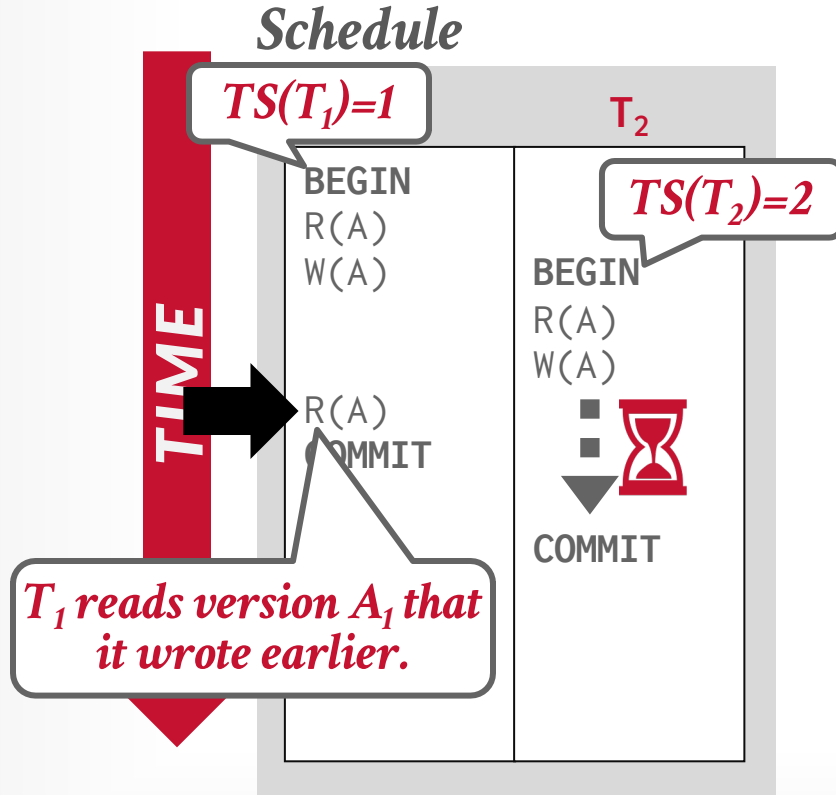 Schedule
TS(T1)=1
T2
BEGIN
TS(T2)=2
R(A)
W(A)
BEGIN
R(A)
W(A)
TIME
R(A)
COMMIT
COMMIT
T1 reads version A1 that
it wrote earlier.